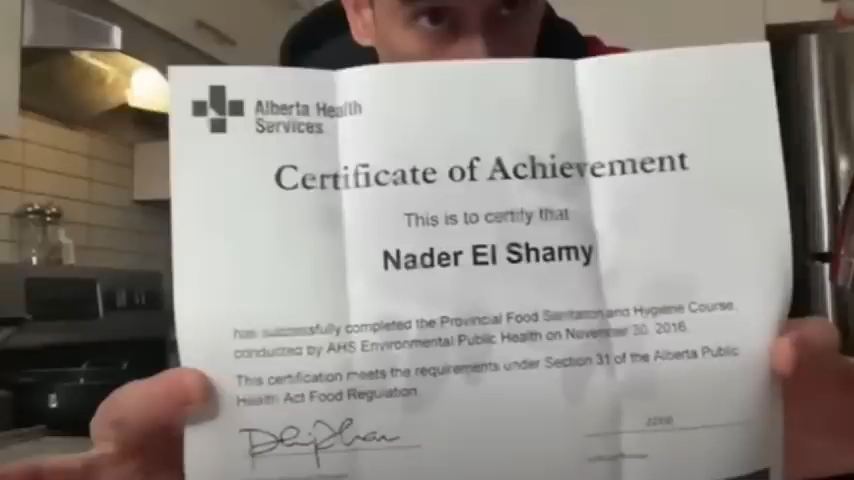 Alberta Health
Services
Certificate of Achievement
This is to certify that
Nader El Shamy
has successfully completed the Provincial Food Sanitation and Hygiene Course,
conducted by AHS Environmental Public Health on November 30, 2016.
This certification meets the requirements under Section 31 of the Alberta Public
Health Act Food Regulation